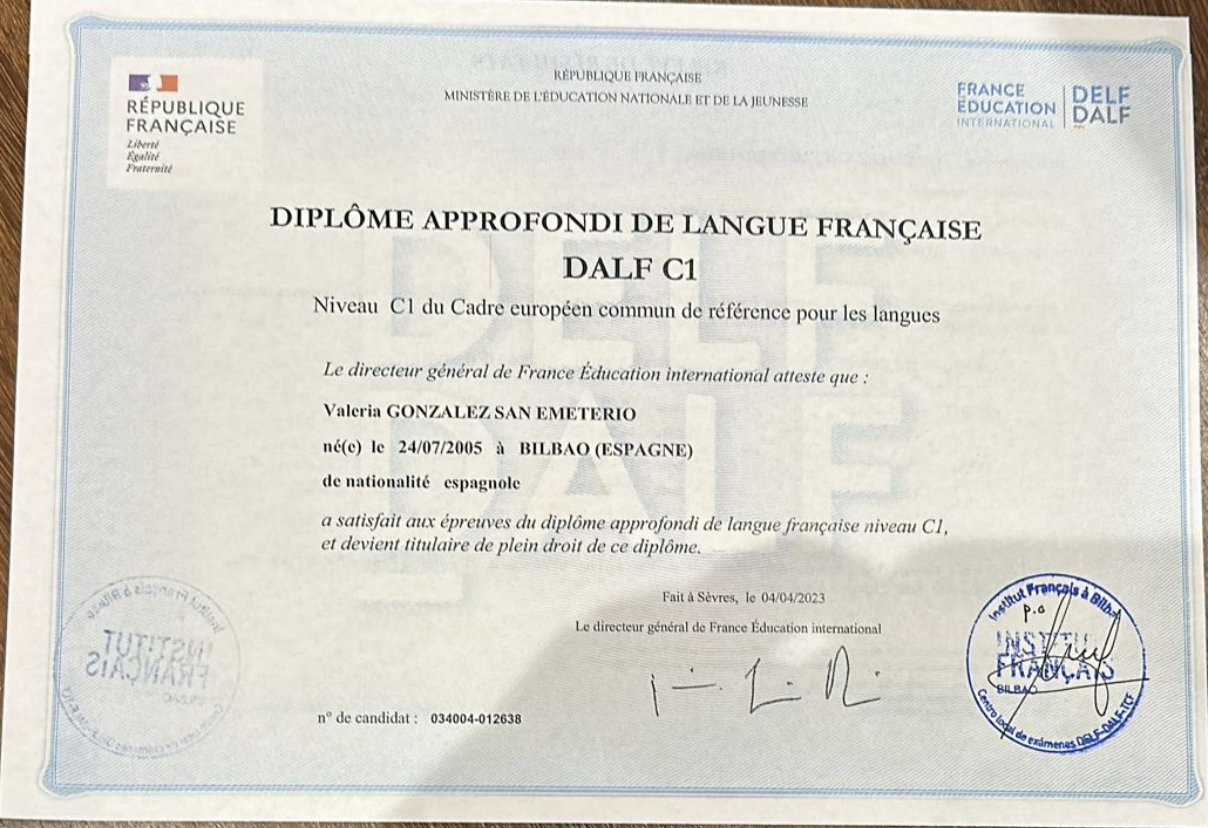 RÉPUBLIQUE
FRANÇAISE
Liberté
Égalité
Fraternité
RÉPUBLIQUE FRANÇAISE
MINISTÈRE DE L'ÉDUCATION NATIONALE ET DE LA JEUNESSE
FRANCE
ÉDUCATION
INTERNATIONAL
DELF
DALF
DIPLÔME APPROFONDI DE LANGUE FRANÇAISE
DALF C1
Niveau C1 du Cadre européen commun de référence pour les langues
Le directeur général de France Éducation international atteste que :
Valeria GONZALEZ SAN EMETERIO
né(e) le 24/07/2005 à BILBAO (ESPAGNE)
de nationalité espagnole
a satisfait aux épreuves du diplôme approfondi de langue française niveau C1,
et devient titulaire de plein droit de ce diplôme.
Fait à Sèvres, le 04/04/2023
Le directeur général de France Éducation international
n° de candidat : 034004-012638
Institut Français à Bilbao
p.o
INSTITUT
FRANÇAIS
BILBAO
Centro local de exámenes DELF-DALF-TCF
DELF
DALF
INSTITUT
FRANÇAIS